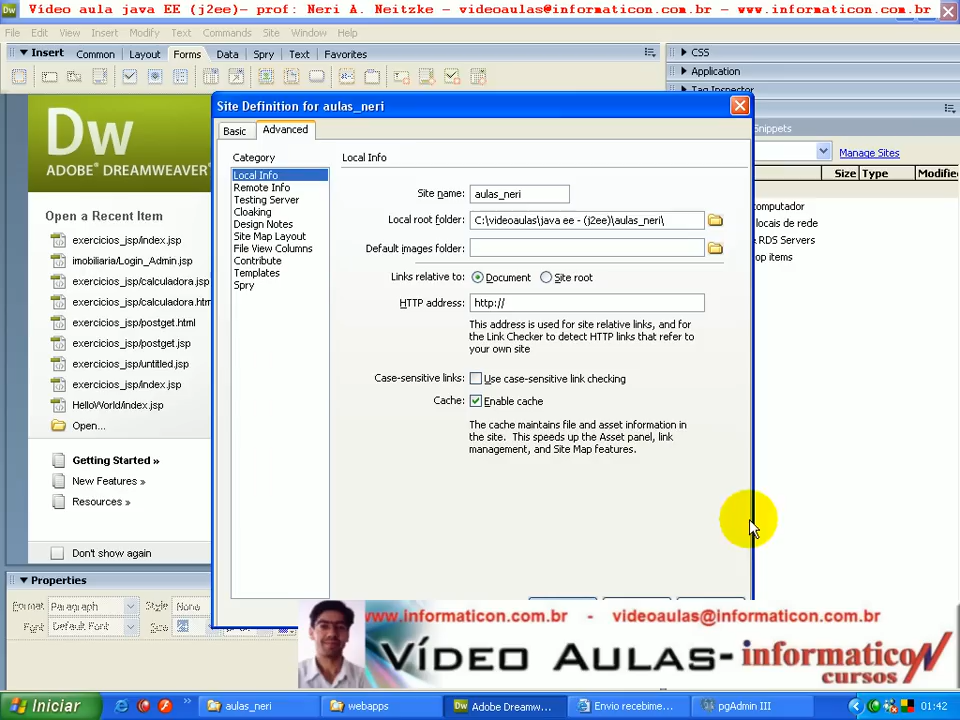 Video aula java EE (j2ee)– prof: Neri A. Neitzke – videoaulas@informaticon.com.br – www.informaticon.com.br
File Edit View Insert Modify Text Commands Site Window Help
Insert Common Layout Forms Data Spry Text Favorites
CSS
Application
Tag Inspector
Snippets
Manage Sites
Size Type Modifie
computador
locais de rede
& RDS Servers
top items
Dw
ADOBE® DREAMWEAVER®
Open a Recent Item
exercicios_jsp/index.jsp
imobiliaria/Login_Admin.jsp
exercicios_jsp/calculadora.jsp
exercicios_jsp/calculadora.htm
exercicios_jsp/postget.html
exercicios_jsp/postget.jsp
exercicios_jsp/untitled.jsp
exercicios_jsp/index.jsp
HelloWorld/index.jsp
Open...
Getting Started »
New Features »
Resources »
Don't show again
Site Definition for aulas_neri
Basic Advanced
Category
Local Info
Remote Info
Testing Server
Cloaking
Design Notes
Site Map Layout
File View Columns
Contribute
Templates
Spry
Local Info
Site name: aulas_neri
Local root folder: C:\videoaulas\java ee - (j2ee)\aulas_neri\
Default images folder:
Links relative to: Document Site root
HTTP address: http://
This address is used for site relative links, and for
the Link Checker to detect HTTP links that refer to
your own site
Case-sensitive links: Use case-sensitive link checking
Cache: Enable cache
The cache maintains file and asset information in
the site. This speeds up the Asset panel, link
management, and Site Map features.
Properties
Format Paragraph Style None
Font Default Font Size
www.informaticon.com.br - videoaulas@informaticon.com.br
VÍDEO AULAS- informaticoN
cursos
Iniciar aulas_neri webapps Adobe Dreamw... Envio recebime... pgAdmin III 01:42